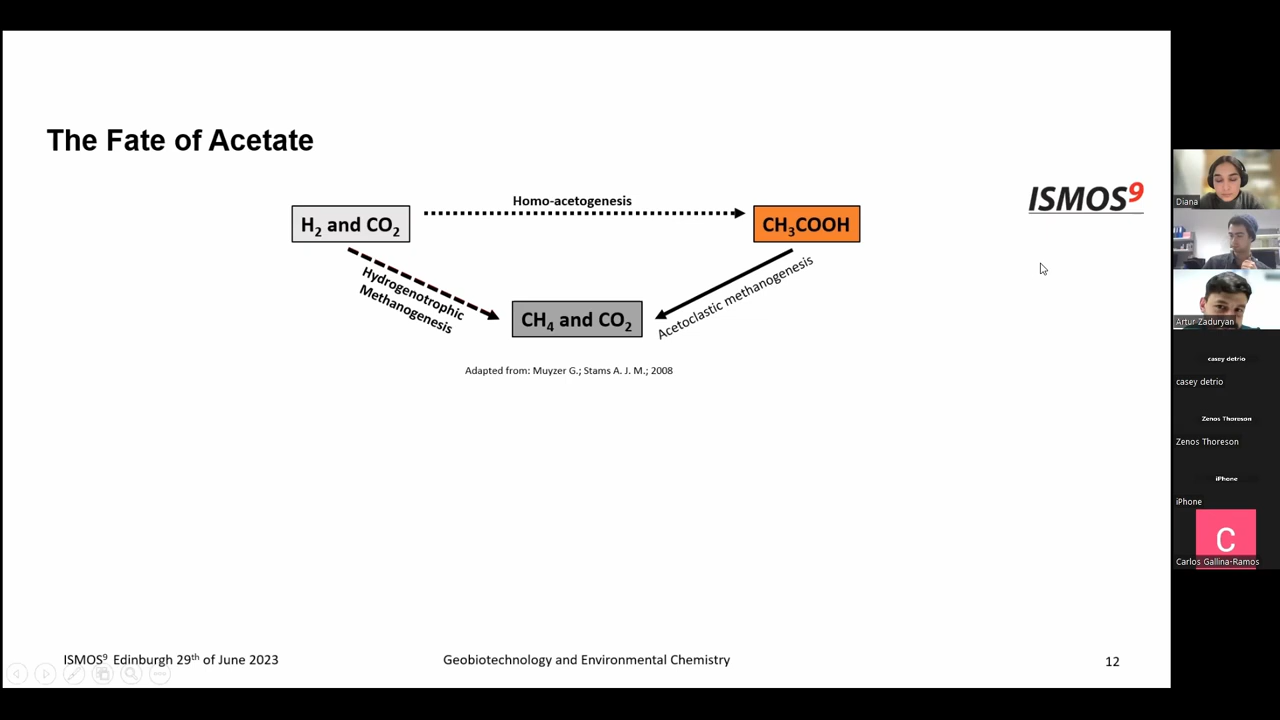 The Fate of Acetate
Homo-acetogenesis
ISMOS9
H2 and CO2
CH3COOH
Hydrogenotrophic
Methanogenesis
Acetoclastic methanogenesis
CH4 and CO2
Adapted from: Muyzer G.; Stams A. J. M.; 2008
ISMOS9 Edinburgh 29th of June 2023
Geobiotechnology and Environmental Chemistry
12
Diana
Artur Zaduryan
casey detrio
casey detrio
Zenos Thoreson
Zenos Thoreson
iPhone
iPhone
C
Carlos Gallina-Ramos